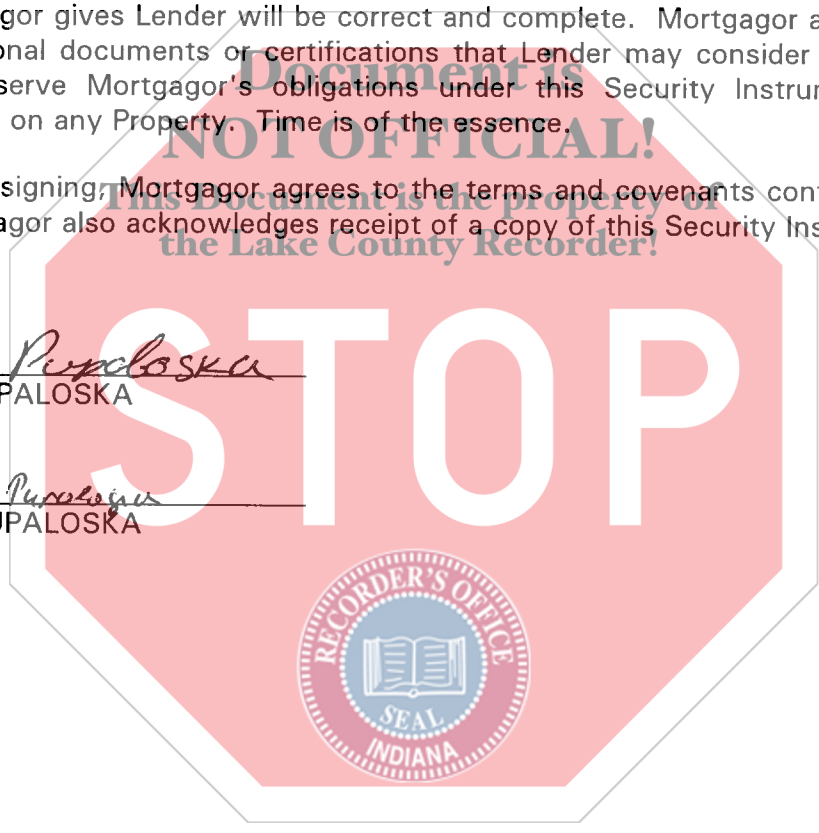 gor gives Lender will be correct and complete. Mortgagor a
onal documents or certifications that Lender may consider
serve Mortgagor's obligations under this Security Instru
on any Property. Time is of the essence.
signing, Mortgagor agrees to the terms and covenants con
agor also acknowledges receipt of a copy of this Security Ins
Document is
NOT OFFICIAL!
This Document is the property of
the Lake County Recorder!
STOP
Pupaloska
PALOSKA
Pupaloska
UPALOSKA
RECORDER'S OFFICE
SEAL
INDIANA